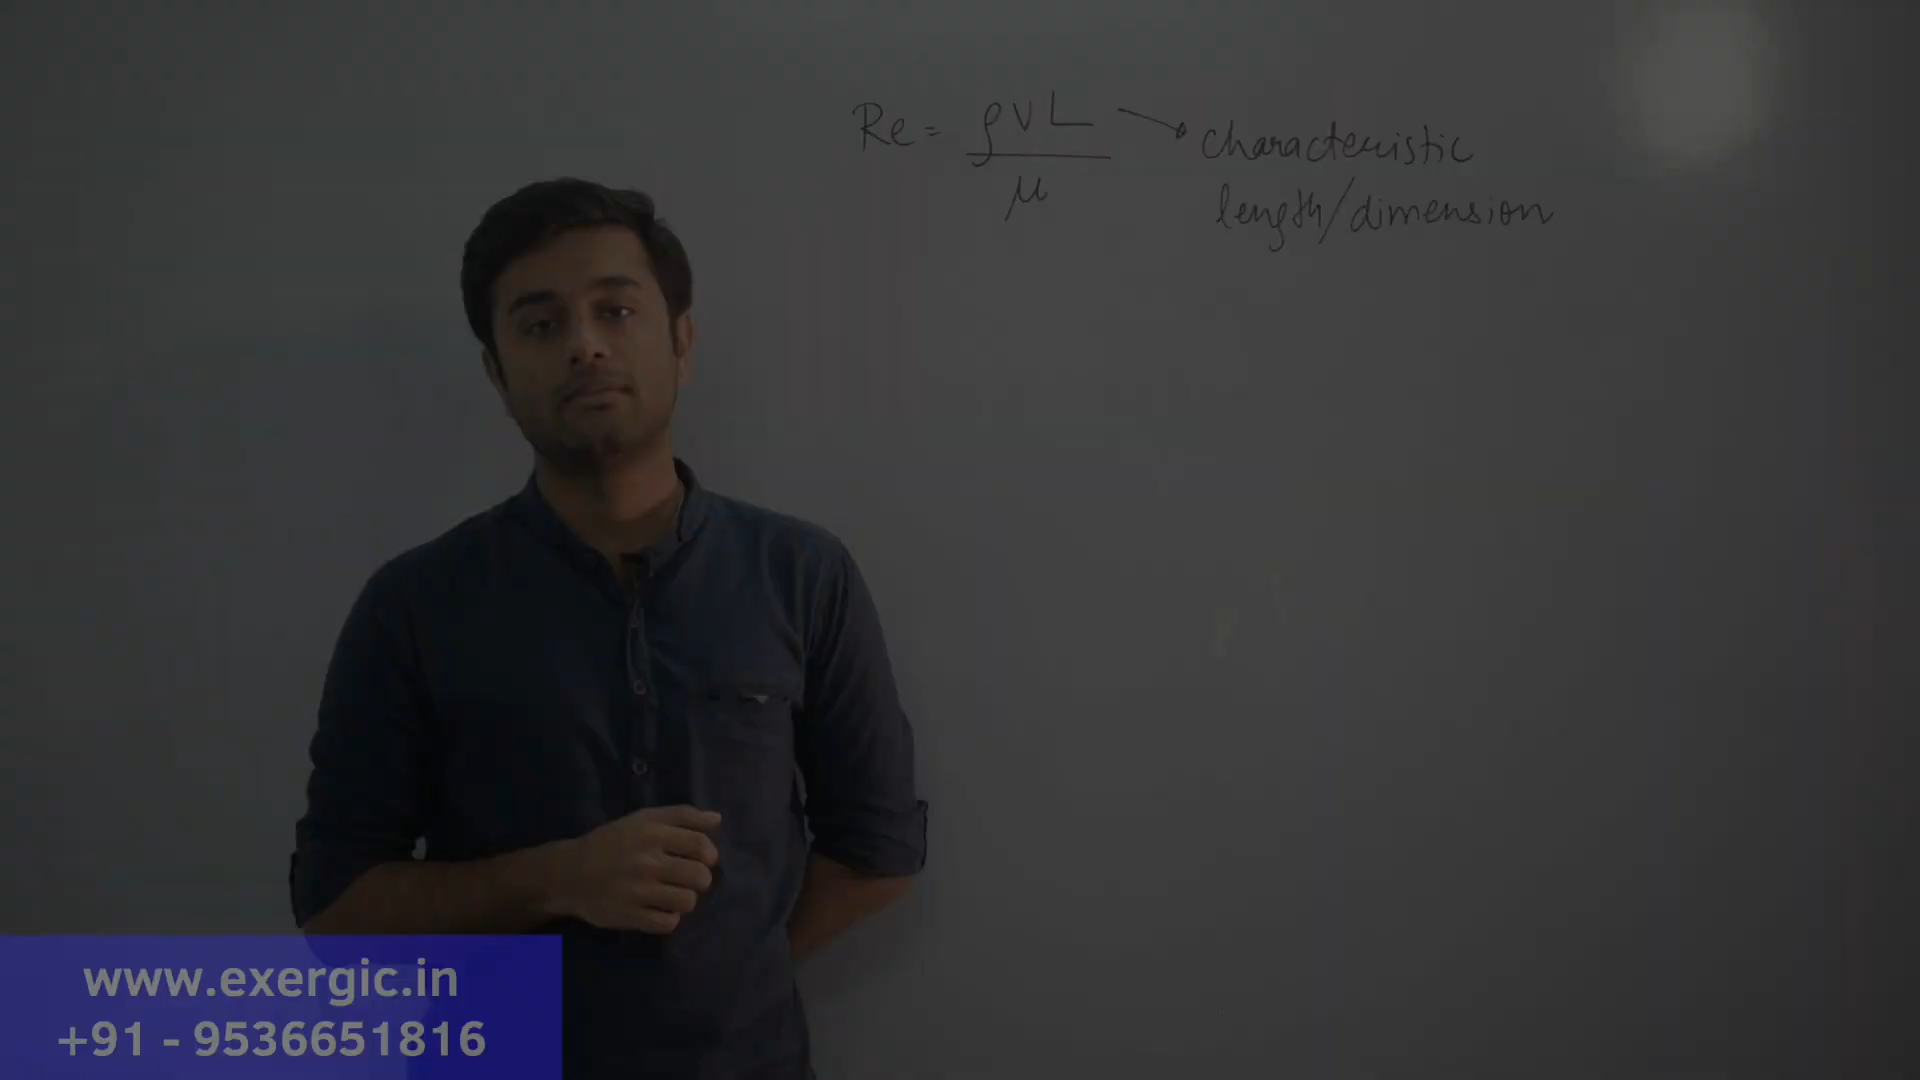 Re = ρVL
μ
characteristic
length/dimension
www.exergic.in
+91 - 9536651816